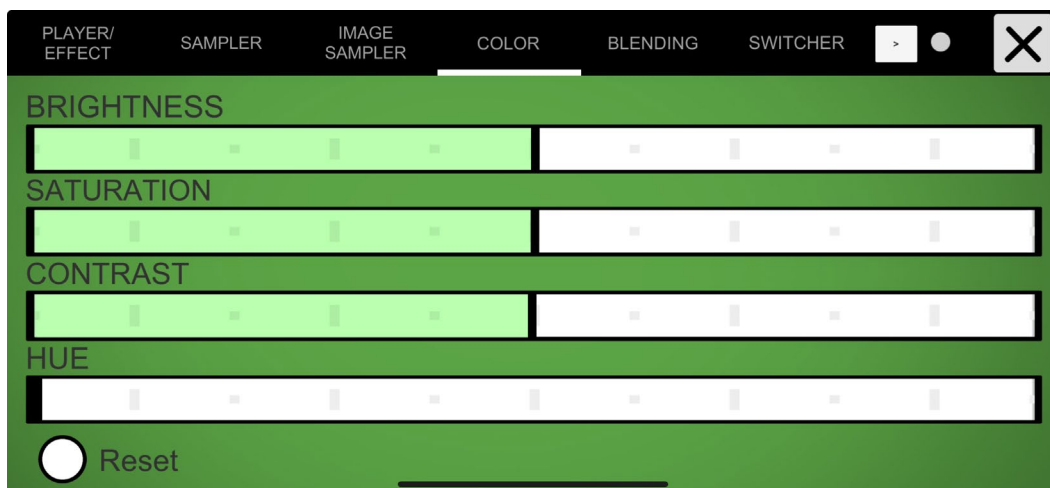 PLAYER/
EFFECT
SAMPLER
IMAGE
SAMPLER
COLOR
BLENDING
SWITCHER
>
BRIGHTNESS
SATURATION
CONTRAST
HUE
Reset